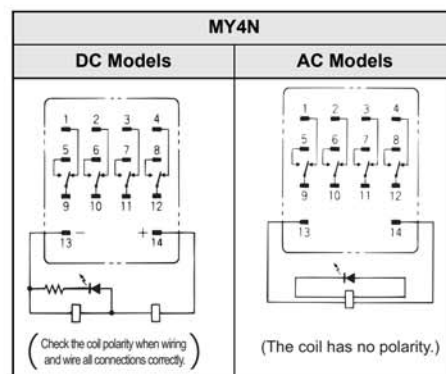 MY4N
DC Models
AC Models
1 2 3 4
5 6 7 8
9 10 11 12
13 − + 14
(Check the coil polarity when wiring
and wire all connections correctly.)
1 2 3 4
5 6 7 8
9 10 11 12
13 14
(The coil has no polarity.)